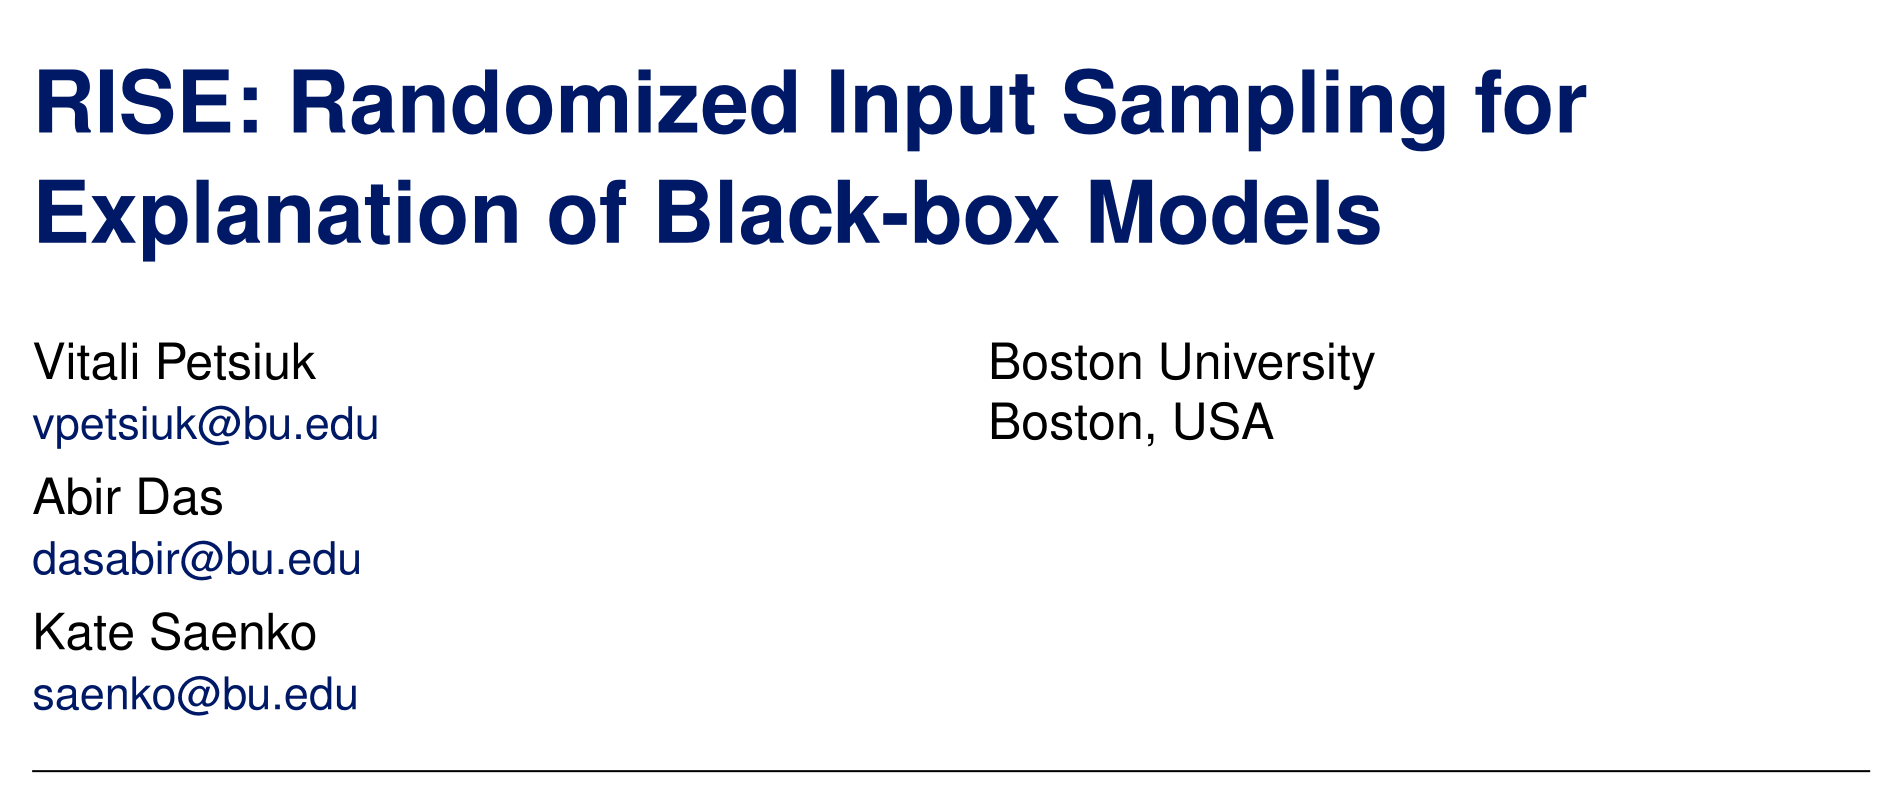 RISE: Randomized Input Sampling for
Explanation of Black-box Models
Vitali Petsiuk
vpetsiuk@bu.edu
Abir Das
dasabir@bu.edu
Kate Saenko
saenko@bu.edu
Boston University
Boston, USA